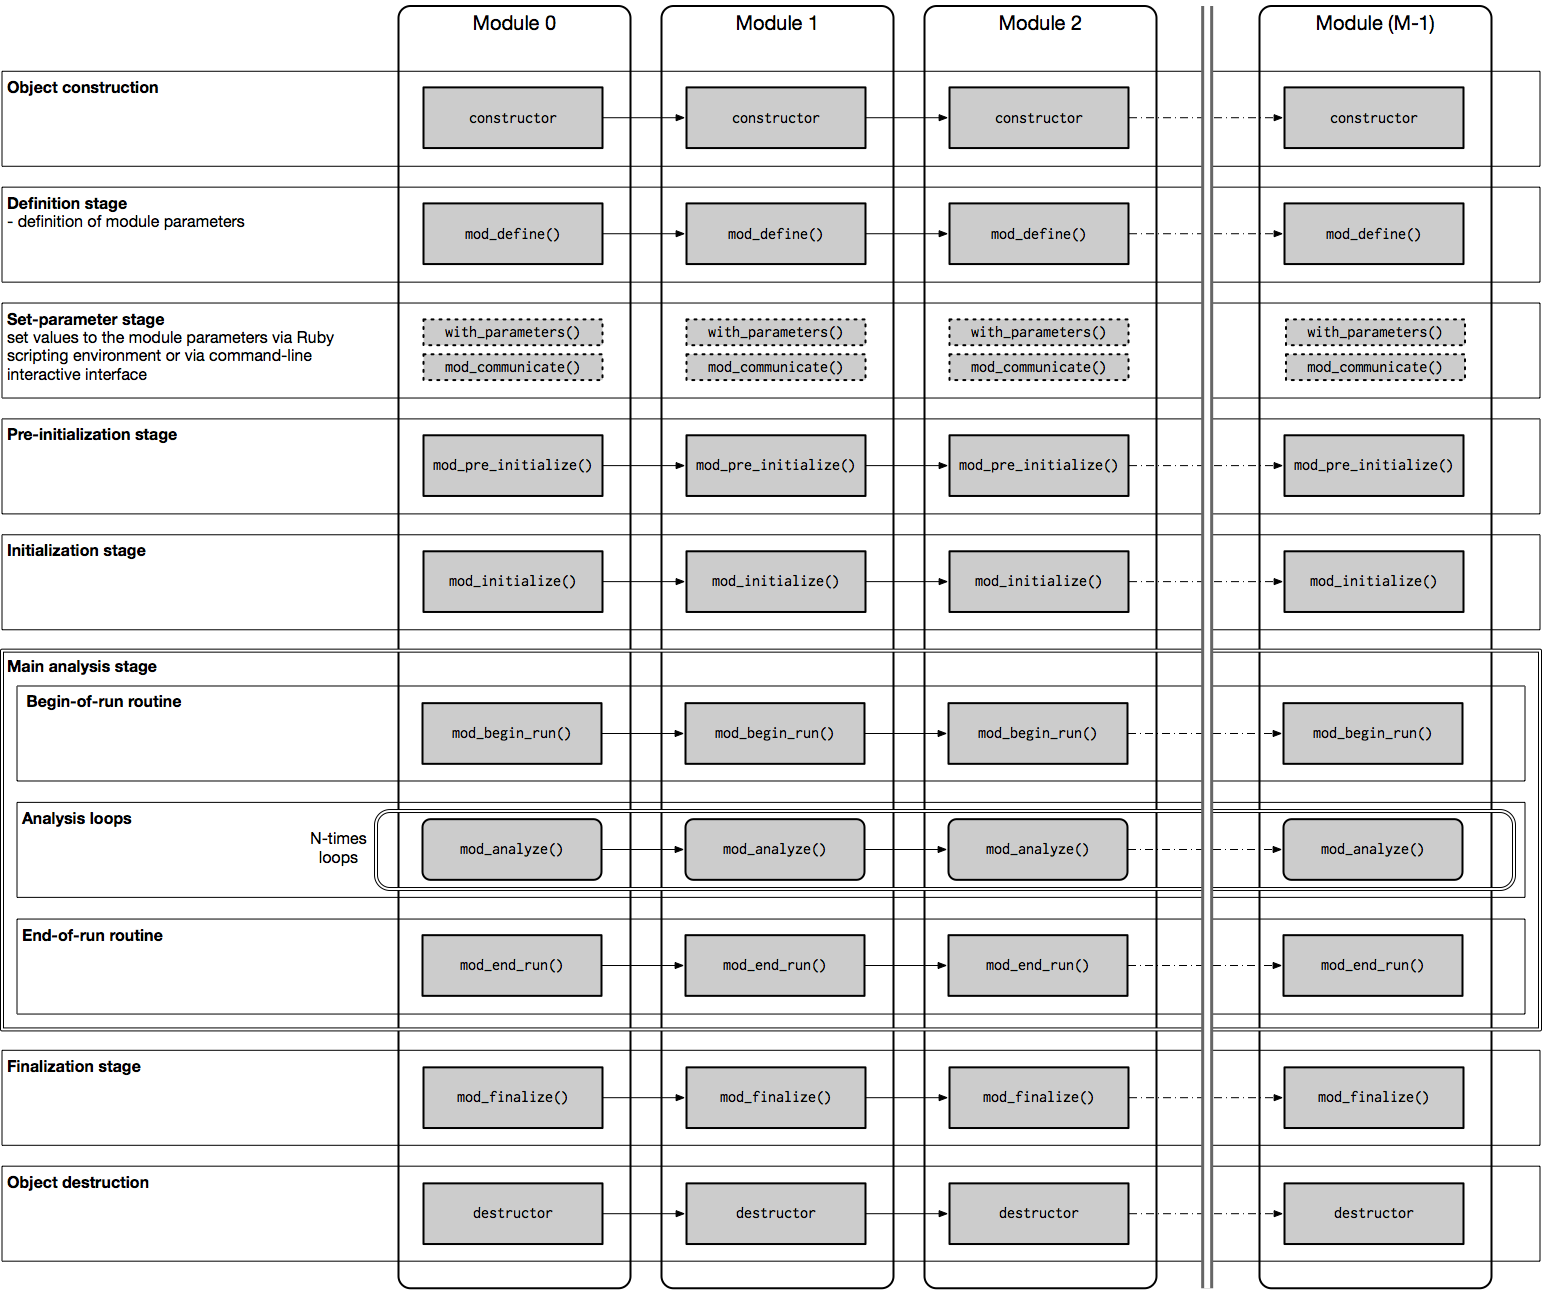 Module 0
Module 1
Module 2
Module (M-1)
Object construction
constructor
constructor
constructor
constructor
Definition stage
- definition of module parameters
mod_define()
mod_define()
mod_define()
mod_define()
Set-parameter stage
set values to the module parameters via Ruby
scripting environment or via command-line
interactive interface
with_parameters()
with_parameters()
with_parameters()
with_parameters()
mod_communicate()
mod_communicate()
mod_communicate()
mod_communicate()
Pre-initialization stage
mod_pre_initialize()
mod_pre_initialize()
mod_pre_initialize()
mod_pre_initialize()
Initialization stage
mod_initialize()
mod_initialize()
mod_initialize()
mod_initialize()
Main analysis stage
Begin-of-run routine
mod_begin_run()
mod_begin_run()
mod_begin_run()
mod_begin_run()
Analysis loops
N-times
loops
mod_analyze()
mod_analyze()
mod_analyze()
mod_analyze()
End-of-run routine
mod_end_run()
mod_end_run()
mod_end_run()
mod_end_run()
Finalization stage
mod_finalize()
mod_finalize()
mod_finalize()
mod_finalize()
Object destruction
destructor
destructor
destructor
destructor